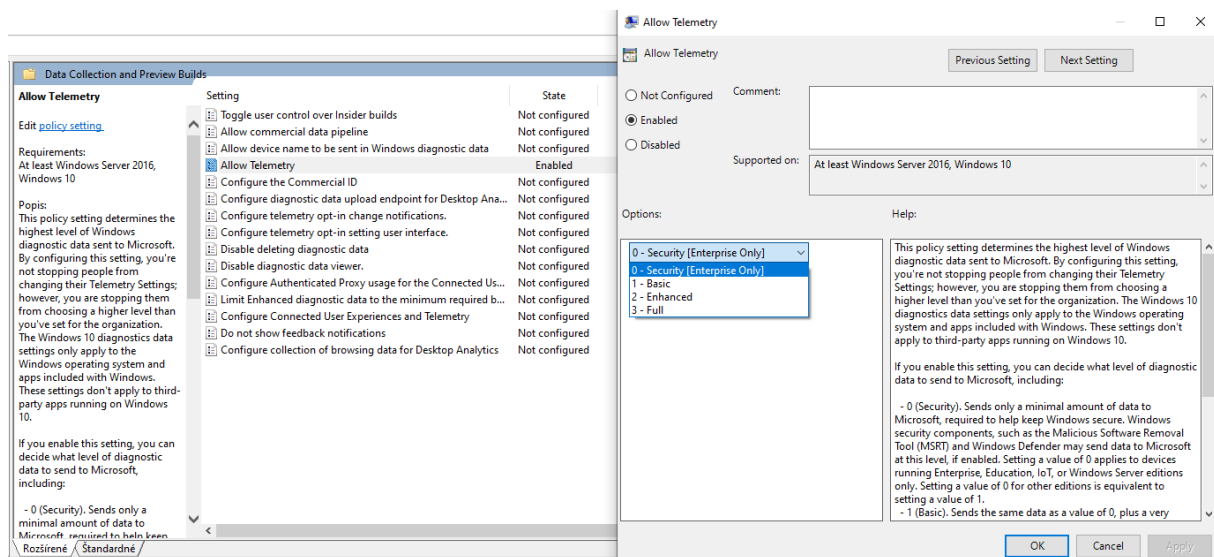 Data Collection and Preview Builds
Allow Telemetry
Edit policy setting
Requirements:
At least Windows Server 2016,
Windows 10
Popis:
This policy setting determines the
highest level of Windows
diagnostic data sent to Microsoft.
By configuring this setting, you're
not stopping people from
changing their Telemetry Settings;
however, you are stopping them
from choosing a higher level than
you've set for the organization.
The Windows 10 diagnostics data
settings only apply to the
Windows operating system and
apps included with Windows.
These settings don't apply to third-
party apps running on Windows
10.
If you enable this setting, you can
decide what level of diagnostic
data to send to Microsoft,
including:
- 0 (Security). Sends only a
minimal amount of data to
Microsoft, required to help keep
Setting State
Toggle user control over Insider builds Not configured
Allow commercial data pipeline Not configured
Allow device name to be sent in Windows diagnostic data Not configured
Allow Telemetry Enabled
Configure the Commercial ID Not configured
Configure diagnostic data upload endpoint for Desktop Ana... Not configured
Configure telemetry opt-in change notifications. Not configured
Configure telemetry opt-in setting user interface. Not configured
Disable deleting diagnostic data Not configured
Disable diagnostic data viewer. Not configured
Configure Authenticated Proxy usage for the Connected Us... Not configured
Limit Enhanced diagnostic data to the minimum required b... Not configured
Configure Connected User Experiences and Telemetry Not configured
Do not show feedback notifications Not configured
Configure collection of browsing data for Desktop Analytics Not configured
Rozšírené Štandardné
Allow Telemetry
Allow Telemetry
Previous Setting Next Setting
Not Configured
Enabled
Disabled
Comment:
Supported on:
At least Windows Server 2016, Windows 10
Options:
Help:
0 - Security [Enterprise Only]
0 - Security [Enterprise Only]
1 - Basic
2 - Enhanced
3 - Full
This policy setting determines the highest level of Windows
diagnostic data sent to Microsoft. By configuring this setting,
you're not stopping people from changing their Telemetry
Settings; however, you are stopping them from choosing a
higher level than you've set for the organization. The Windows 10
diagnostics data settings only apply to the Windows operating
system and apps included with Windows. These settings don't
apply to third-party apps running on Windows 10.
If you enable this setting, you can decide what level of diagnostic
data to send to Microsoft, including:
- 0 (Security). Sends only a minimal amount of data to
Microsoft, required to help keep Windows secure. Windows
security components, such as the Malicious Software Removal
Tool (MSRT) and Windows Defender may send data to Microsoft
at this level, if enabled. Setting a value of 0 applies to devices
running Enterprise, Education, IoT, or Windows Server editions
only. Setting a value of 0 for other editions is equivalent to
setting a value of 1.
- 1 (Basic). Sends the same data as a value of 0, plus a very
OK Cancel Apply